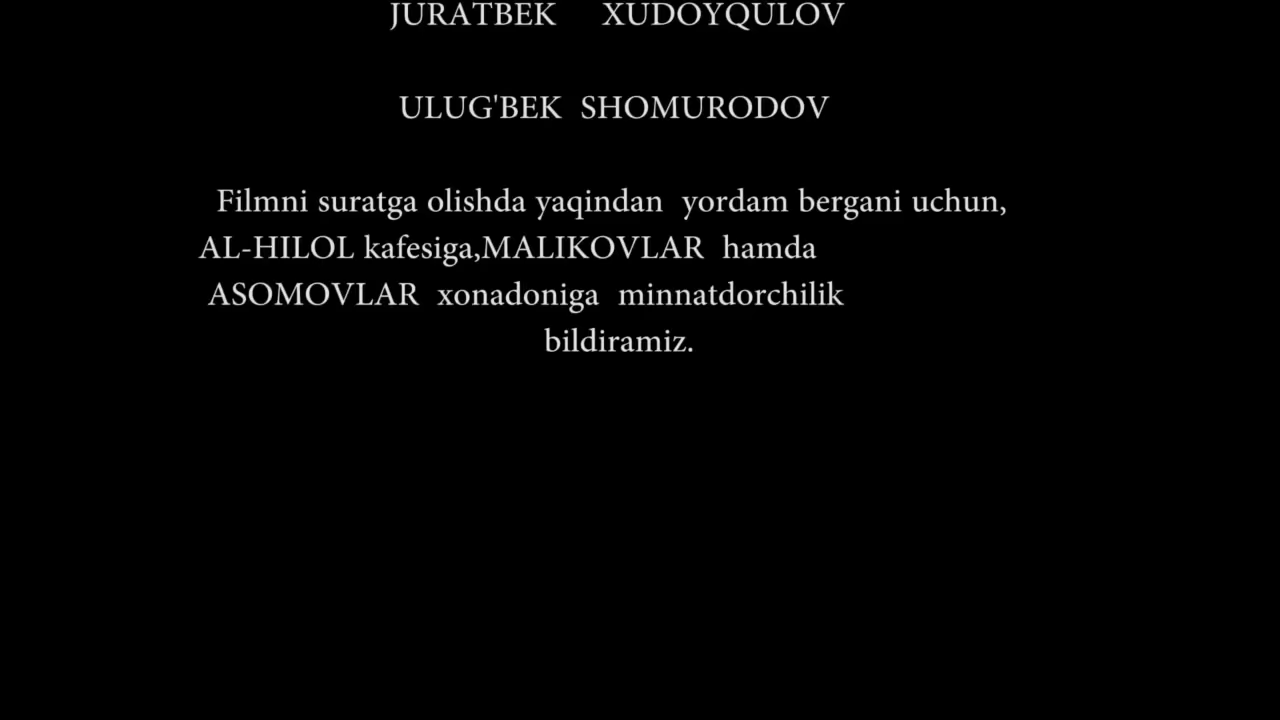 JURATBEK XUDOYQULOV
ULUG'BEK SHOMURODOV
Filmni suratga olishda yaqindan yordam bergani uchun,
AL-HILOL kafesiga,MALIKOVLAR hamda
ASOMOVLAR xonadoniga minnatdorchilik
bildiramiz.